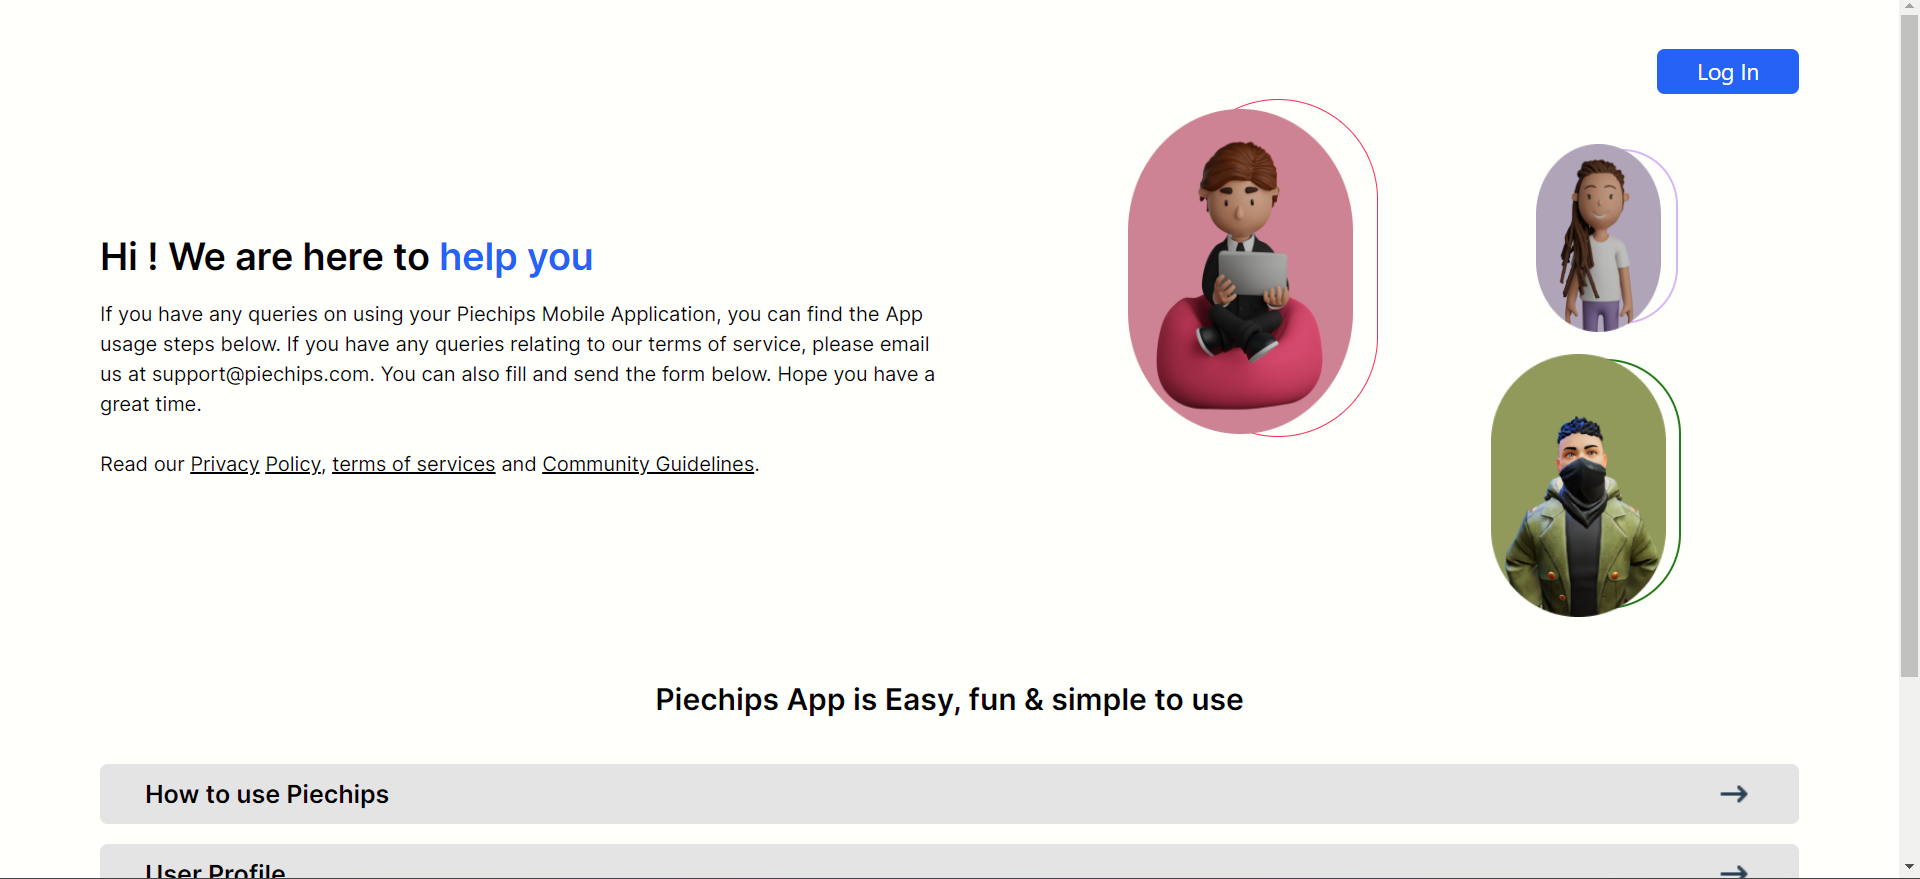 Log In
Hi ! We are here to help you
If you have any queries on using your Piechips Mobile Application, you can find the App
usage steps below. If you have any queries relating to our terms of service, please email
us at support@piechips.com. You can also fill and send the form below. Hope you have a
great time.
Read our Privacy Policy, terms of services and Community Guidelines.
Piechips App is Easy, fun & simple to use
How to use Piechips
User Profile